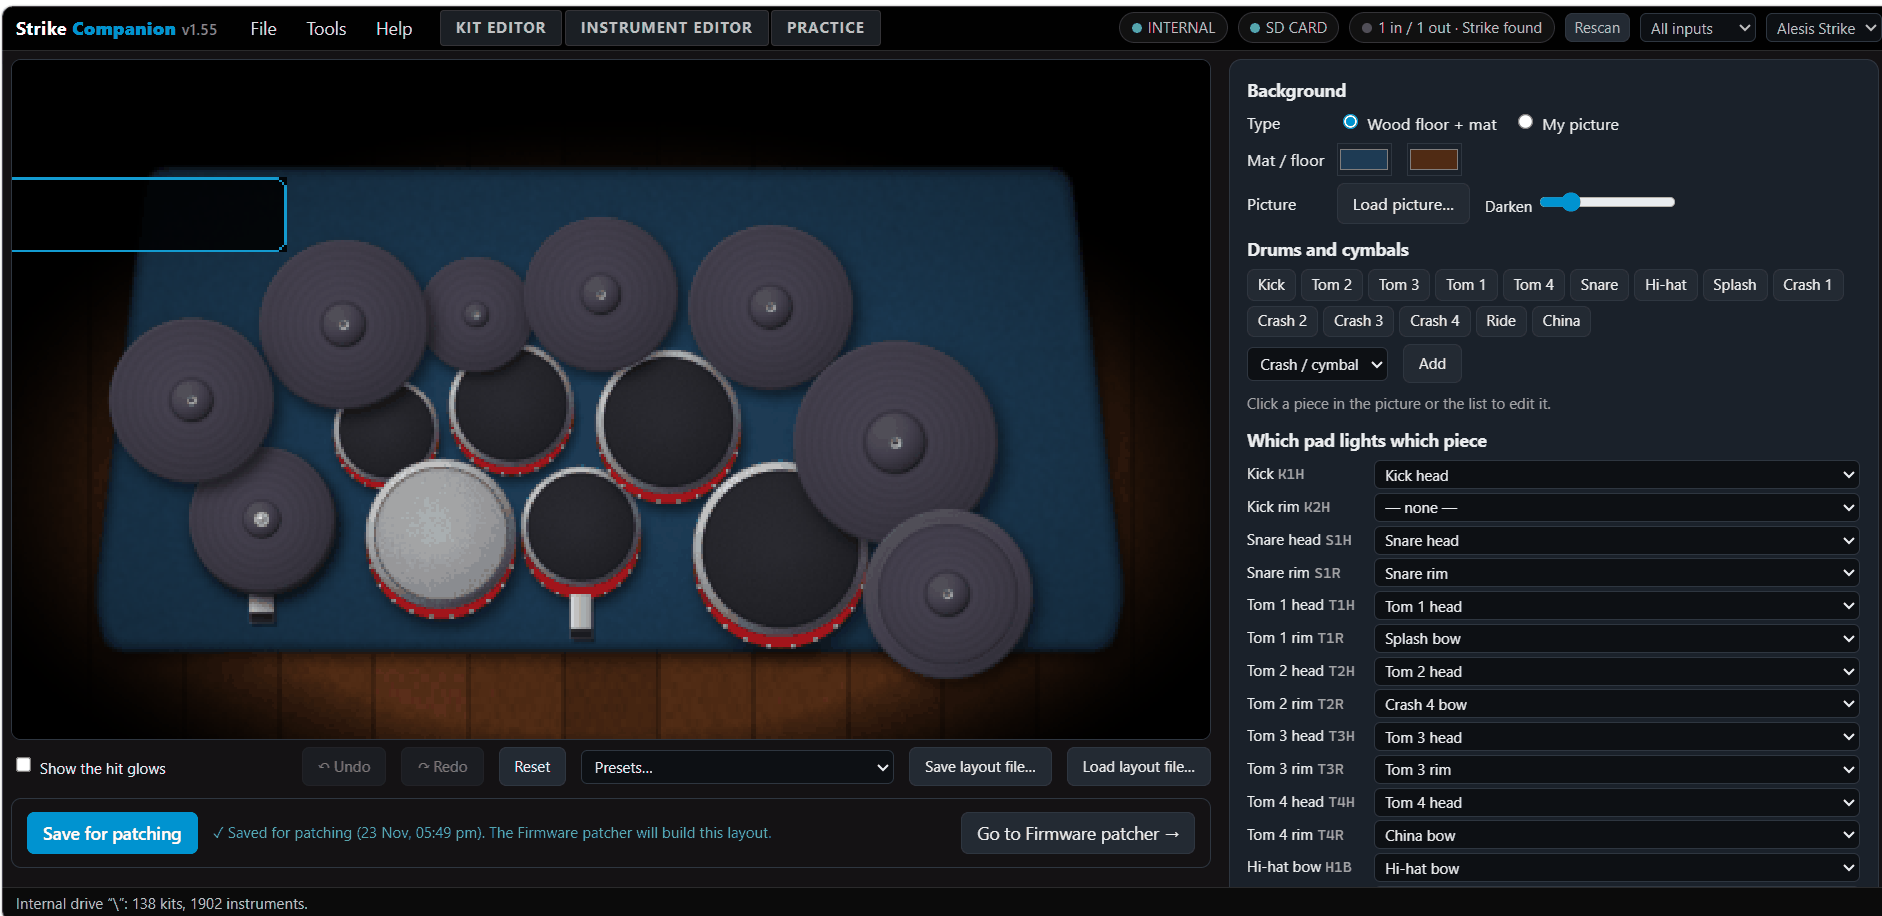 Strike Companion v1.55 File Tools Help KIT EDITOR INSTRUMENT EDITOR PRACTICE INTERNAL SD CARD 1 in / 1 out · Strike found Rescan All inputs Alesis Strike
Background
Type Wood floor + mat My picture
Mat / floor
Picture Load picture... Darken
Drums and cymbals
Kick Tom 2 Tom 3 Tom 1 Tom 4 Snare Hi-hat Splash Crash 1
Crash 2 Crash 3 Crash 4 Ride China
Crash / cymbal Add
Click a piece in the picture or the list to edit it.
Which pad lights which piece
Kick K1H Kick head
Kick rim K2H — none —
Snare head S1H Snare head
Snare rim S1R Snare rim
Tom 1 head T1H Tom 1 head
Tom 1 rim T1R Splash bow
Tom 2 head T2H Tom 2 head
Tom 2 rim T2R Crash 4 bow
Tom 3 head T3H Tom 3 head
Tom 3 rim T3R Tom 3 rim
Tom 4 head T4H Tom 4 head
Tom 4 rim T4R China bow
Hi-hat bow H1B Hi-hat bow
Show the hit glows ↶ Undo ↷ Redo Reset Presets... Save layout file... Load layout file...
Save for patching ✓ Saved for patching (23 Nov, 05:49 pm). The Firmware patcher will build this layout. Go to Firmware patcher →
Internal drive "\": 138 kits, 1902 instruments.